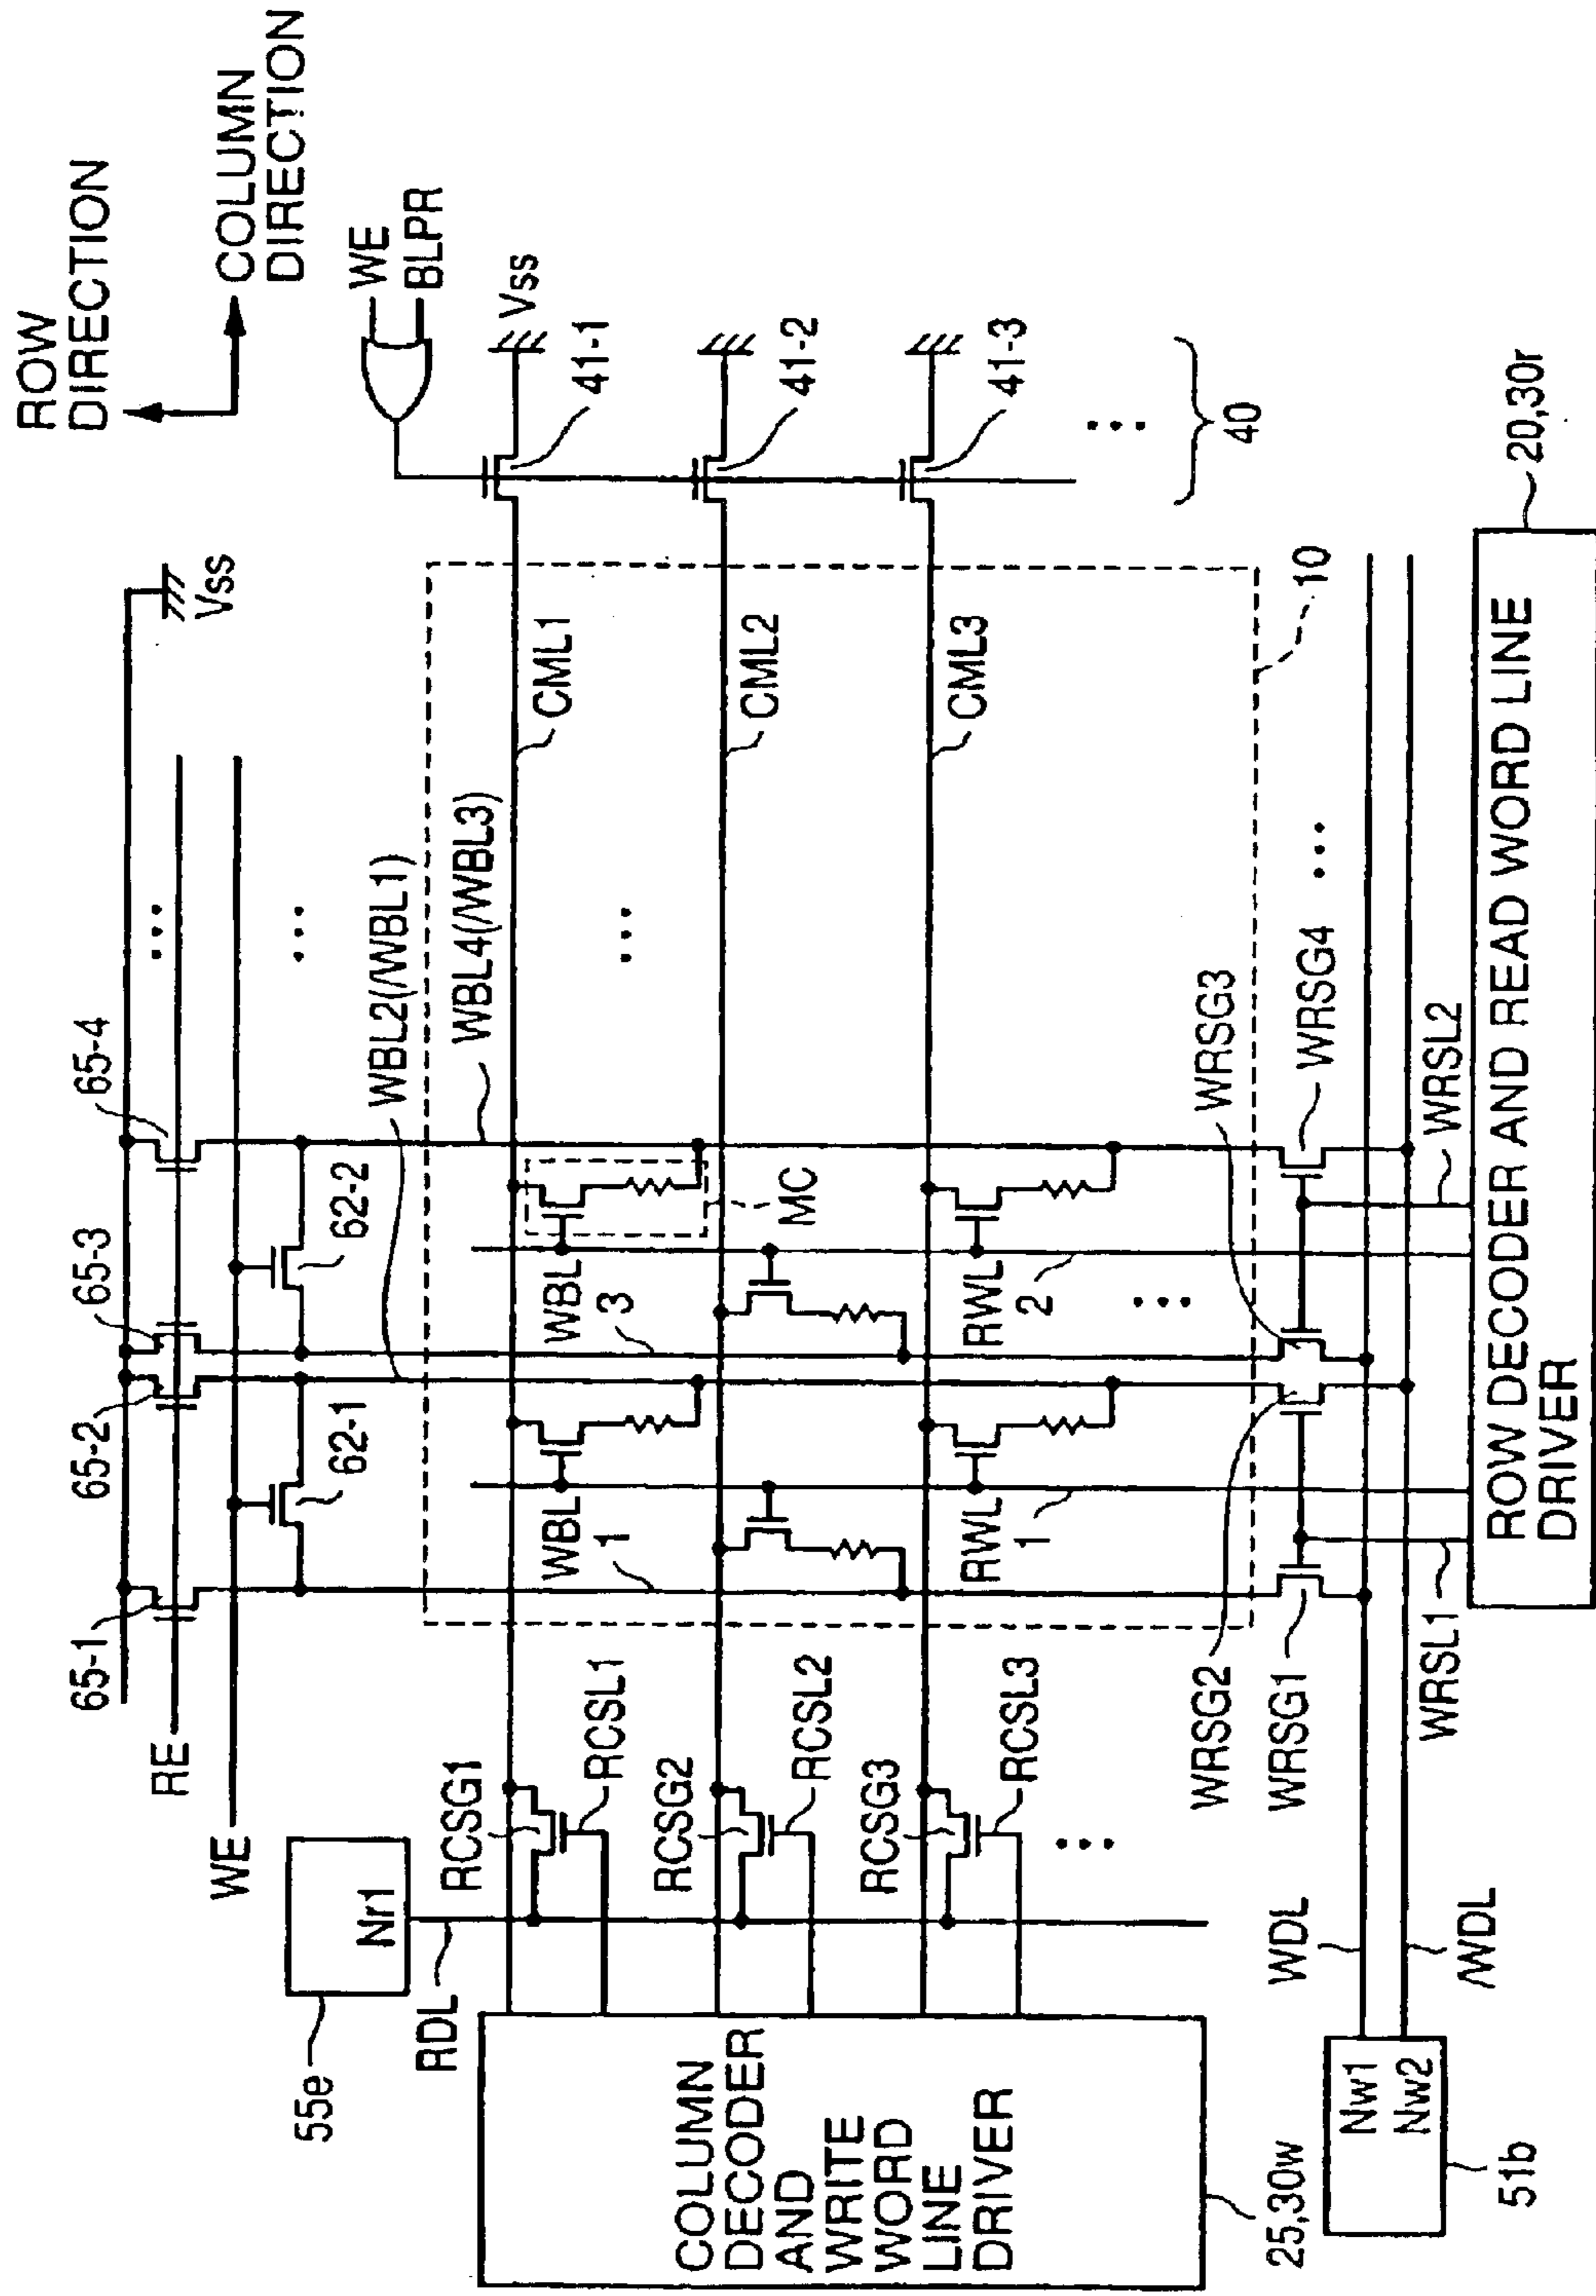 ROW
DIRECTION
COLUMN
DIRECTION
WE
BLPR
Vss
41-1
41-2
41-3
40
Vss
65-1
65-2
65-3
65-4
RE
WE
62-1
62-2
WBL2(/WBL1)
WBL4(/WBL3)
CML1
CML2
CML3
10
MC
WBL
1
WBL
3
RWL
1
RWL
2
55e
Nr1
RDL
RCSG1
RCSL1
RCSG2
RCSL2
RCSG3
RCSL3
COLUMN
DECODER
AND
WRITE
WORD
LINE
DRIVER
25,30w
WRSG1
WRSG2
WRSG3
WRSG4
WRSL1
WRSL2
WDL
/WDL
Nw1
Nw2
51b
ROW DECODER AND READ WORD LINE
DRIVER
20,30r